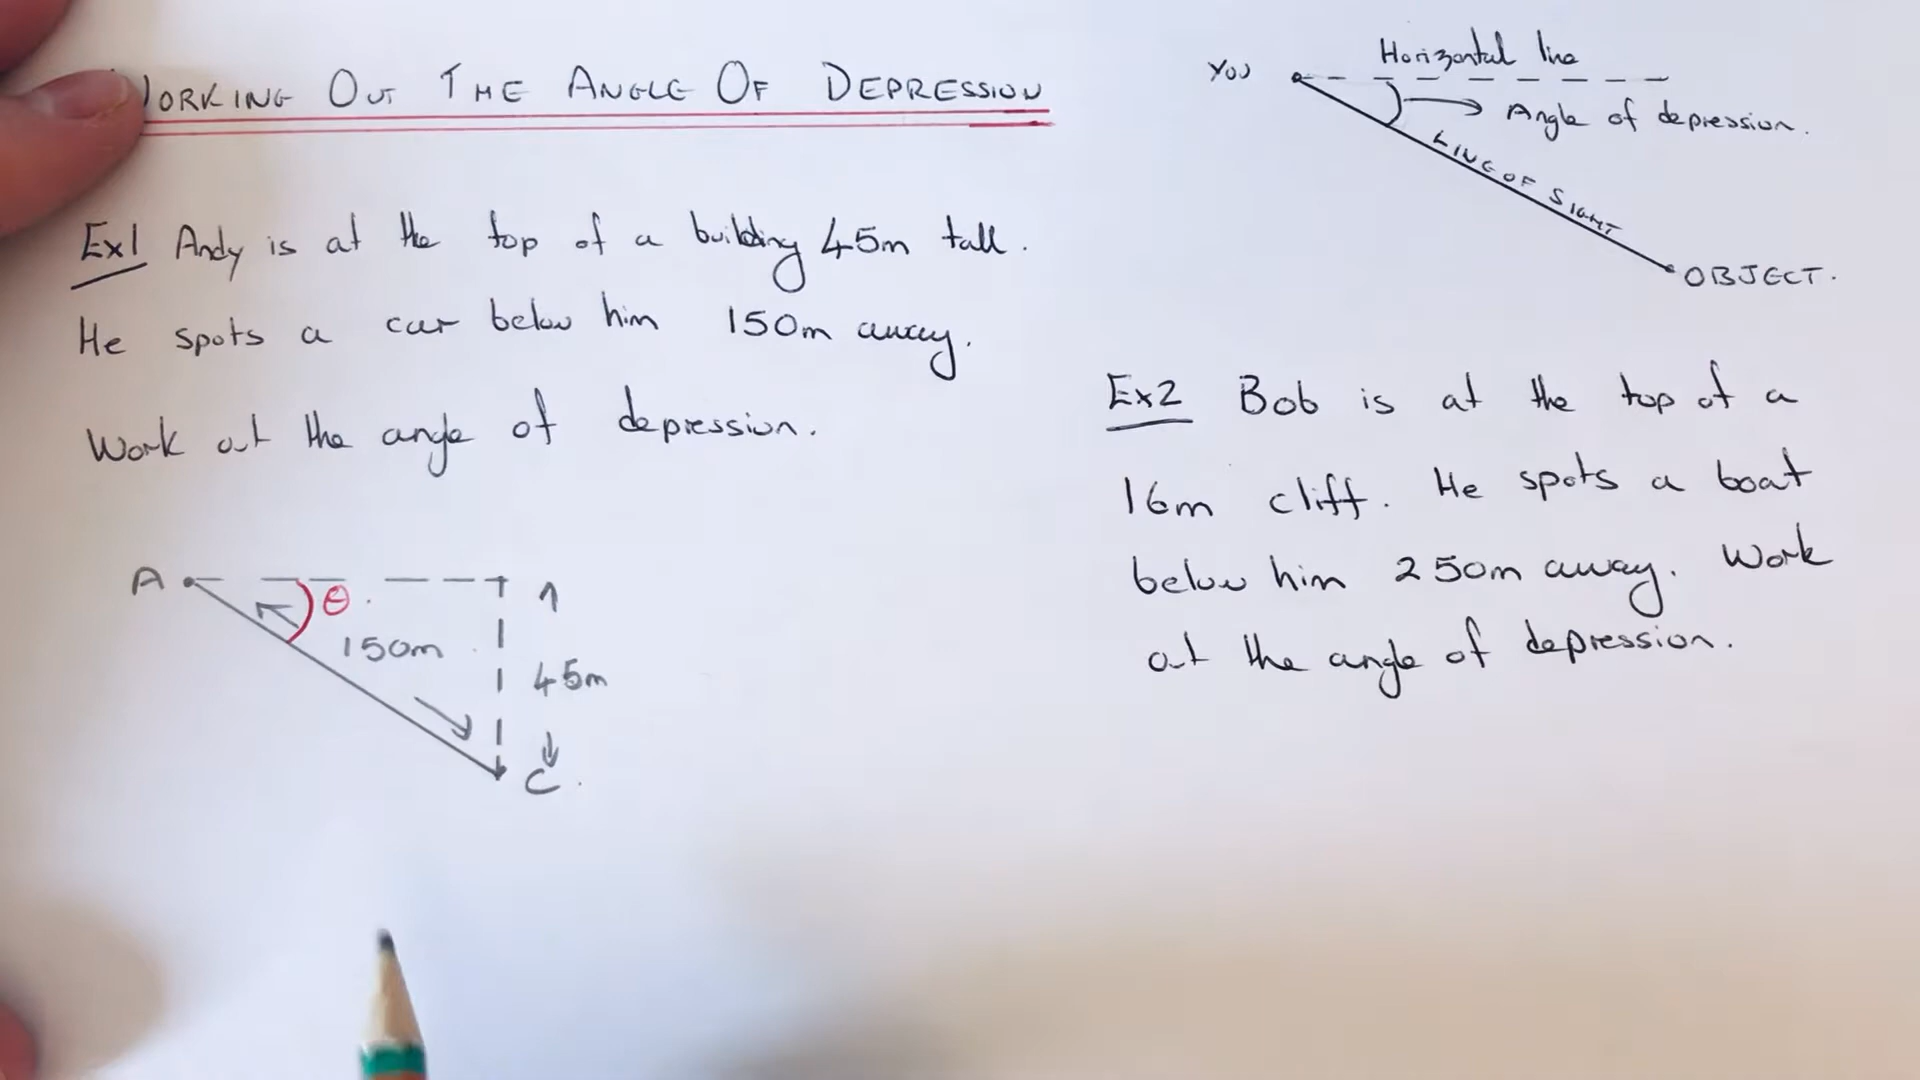 WORKING OUT THE ANGLE OF DEPRESSION
Ex1 Andy is at the top of a building 45m tall.
He spots a car below him 150m away.
Work out the angle of depression.
A
θ
150m
45m
C
Horizontal line
You
Angle of depression.
LINE OF SIGHT
OBJECT.
Ex2 Bob is at the top of a
16m cliff. He spots a boat
below him 250m away. Work
out the angle of depression.